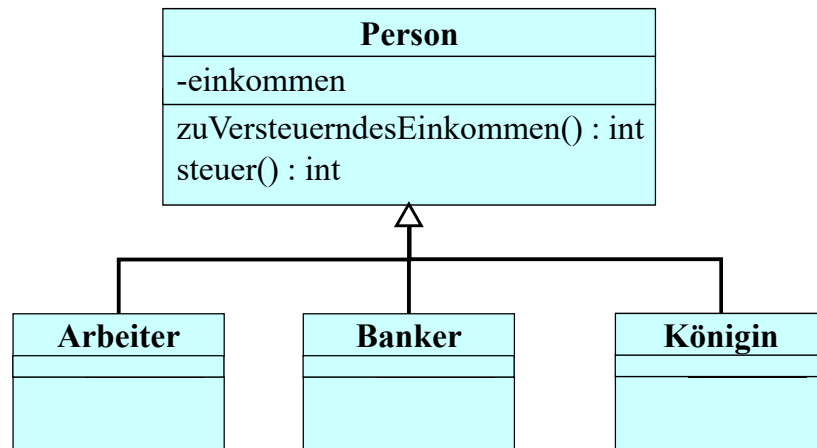 Person
-einkommen
zuVersteuerndesEinkommen() : int
steuer() : int
Arbeiter
Banker
Königin